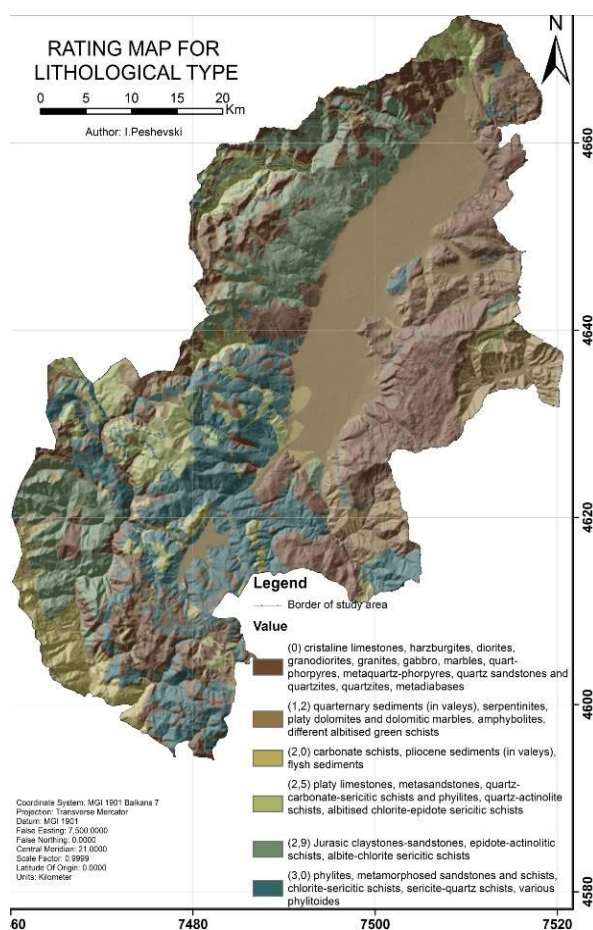 RATING MAP FOR
LITHOLOGICAL TYPE
0 5 10 15 20
Km
Author: I.Peshevski
N
4660
4640
4620
4600
4580
Legend
Border of study area
Value
(0) cristaline limestones, harzburgites, diorites,
granodiorites, granites, gabbro, marbles, quart-
phorpyres, metaquartz-phorpyres, quartz sandstones and
quartzites, quartzites, metadiabases
(1,2) quarternary sediments (in valeys), serpentinites,
platy dolomites and dolomitic marbles, amphybolites,
different albitised green schists
(2,0) carbonate schists, pliocene sediments (in valeys),
flysh sediments
(2,5) platy limestones, metasandstones, quartz-
carbonate-sericitic schists and phyilites, quartz-actinolite
schists, albitised chlorite-epidote sericitic schists
(2,9) Jurasic claystones-sandstones, epidote-actinolitic
schists, albite-chlorite sericitic schists
(3,0) phylites, metamorphosed sandstones and schists,
chlorite-sericitic schists, sericite-quartz schists, various
phylitoides
Coordinate System: MGI 1901 Balkans 7
Projection: Transverse Mercator
Datum: MGI 1901
False Easting: 7,500.0000
False Northing: 0.0000
Central Meridian: 21.0000
Scale Factor: 0.9999
Latitude Of Origin: 0.0000
Units: Kilometer
60 7480 7500 7520